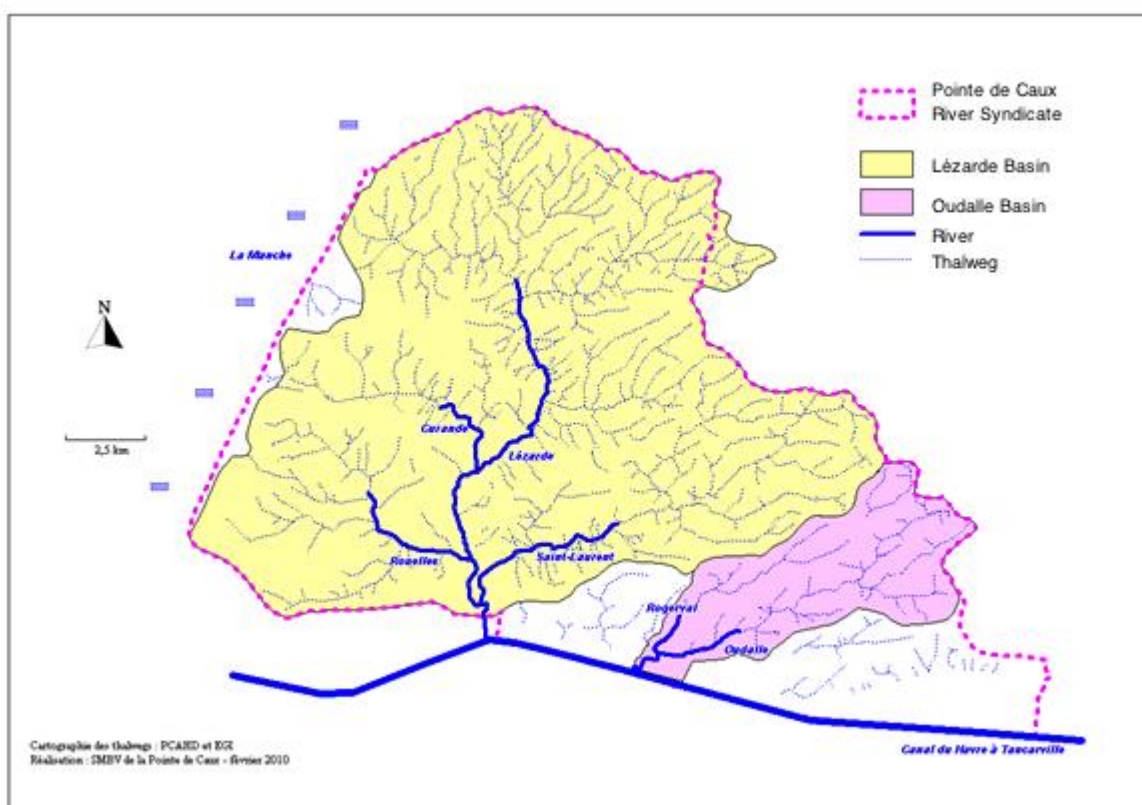 Pointe de Caux
River Syndicate
Lézarde Basin
Oudalle Basin
River
Thalweg
La Manche
N
2,5 km
Curande
Lézarde
Rouelles
Saint-Laurent
Rogerval
Oudalle
Canal du Havre à Tancarville
Cartographie des thalwegs : PCAHD et EGI
Réalisation : SMBV de la Pointe de Caux - février 2010